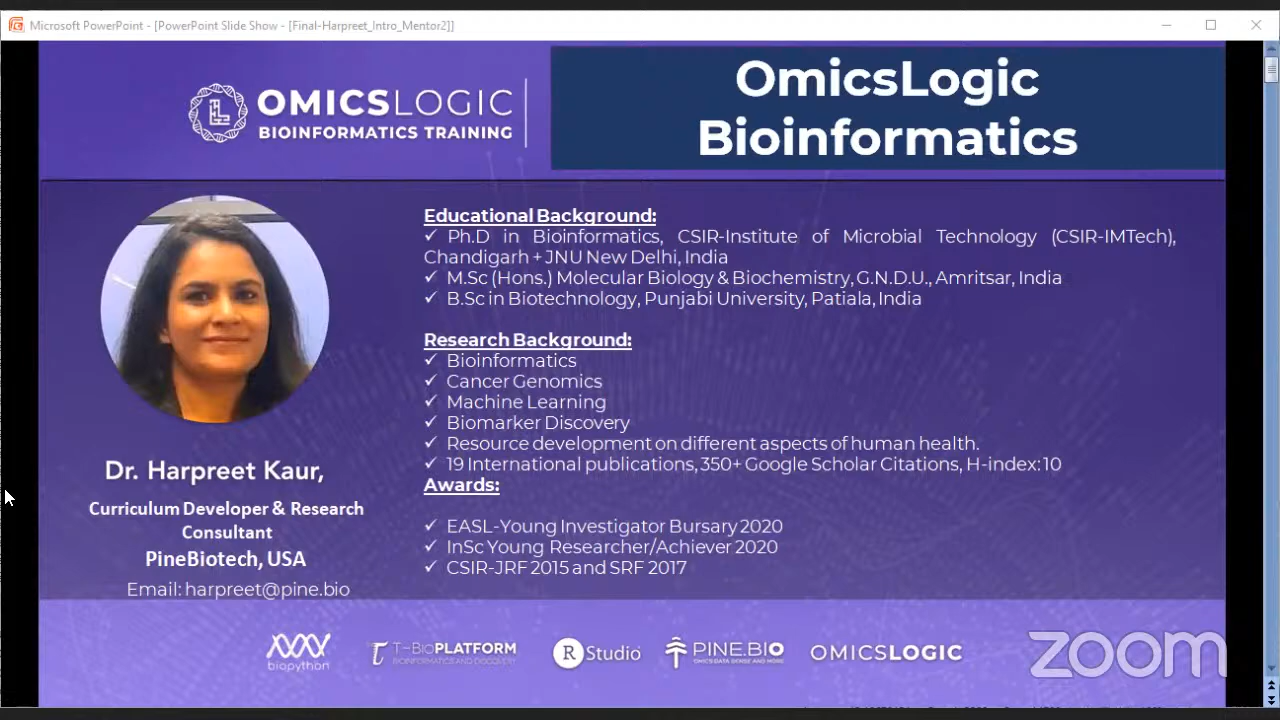 Microsoft PowerPoint - [PowerPoint Slide Show - [Final-Harpreet_Intro_Mentor2]]
OMICSLOGIC
BIOINFORMATICS TRAINING
OmicsLogic
Bioinformatics
Educational Background:
✓ Ph.D in Bioinformatics, CSIR-Institute of Microbial Technology (CSIR-IMTech),
Chandigarh + JNU New Delhi, India
✓ M.Sc (Hons.) Molecular Biology & Biochemistry, G.N.D.U., Amritsar, India
✓ B.Sc in Biotechnology, Punjabi University, Patiala, India
Research Background:
✓ Bioinformatics
✓ Cancer Genomics
✓ Machine Learning
✓ Biomarker Discovery
✓ Resource development on different aspects of human health.
✓ 19 International publications, 350+ Google Scholar Citations, H-index: 10
Awards:
✓ EASL-Young Investigator Bursary 2020
✓ InSc Young Researcher/Achiever 2020
✓ CSIR-JRF 2015 and SRF 2017
Dr. Harpreet Kaur,
Curriculum Developer & Research
Consultant
PineBiotech, USA
Email: harpreet@pine.bio
biopython
T-BioPLATFORM
BIOINFORMATICS AND DISCOVERY
R Studio
PINE.BIO
OMICS DATA SENSE AND MORE
OMICSLOGIC
zoom